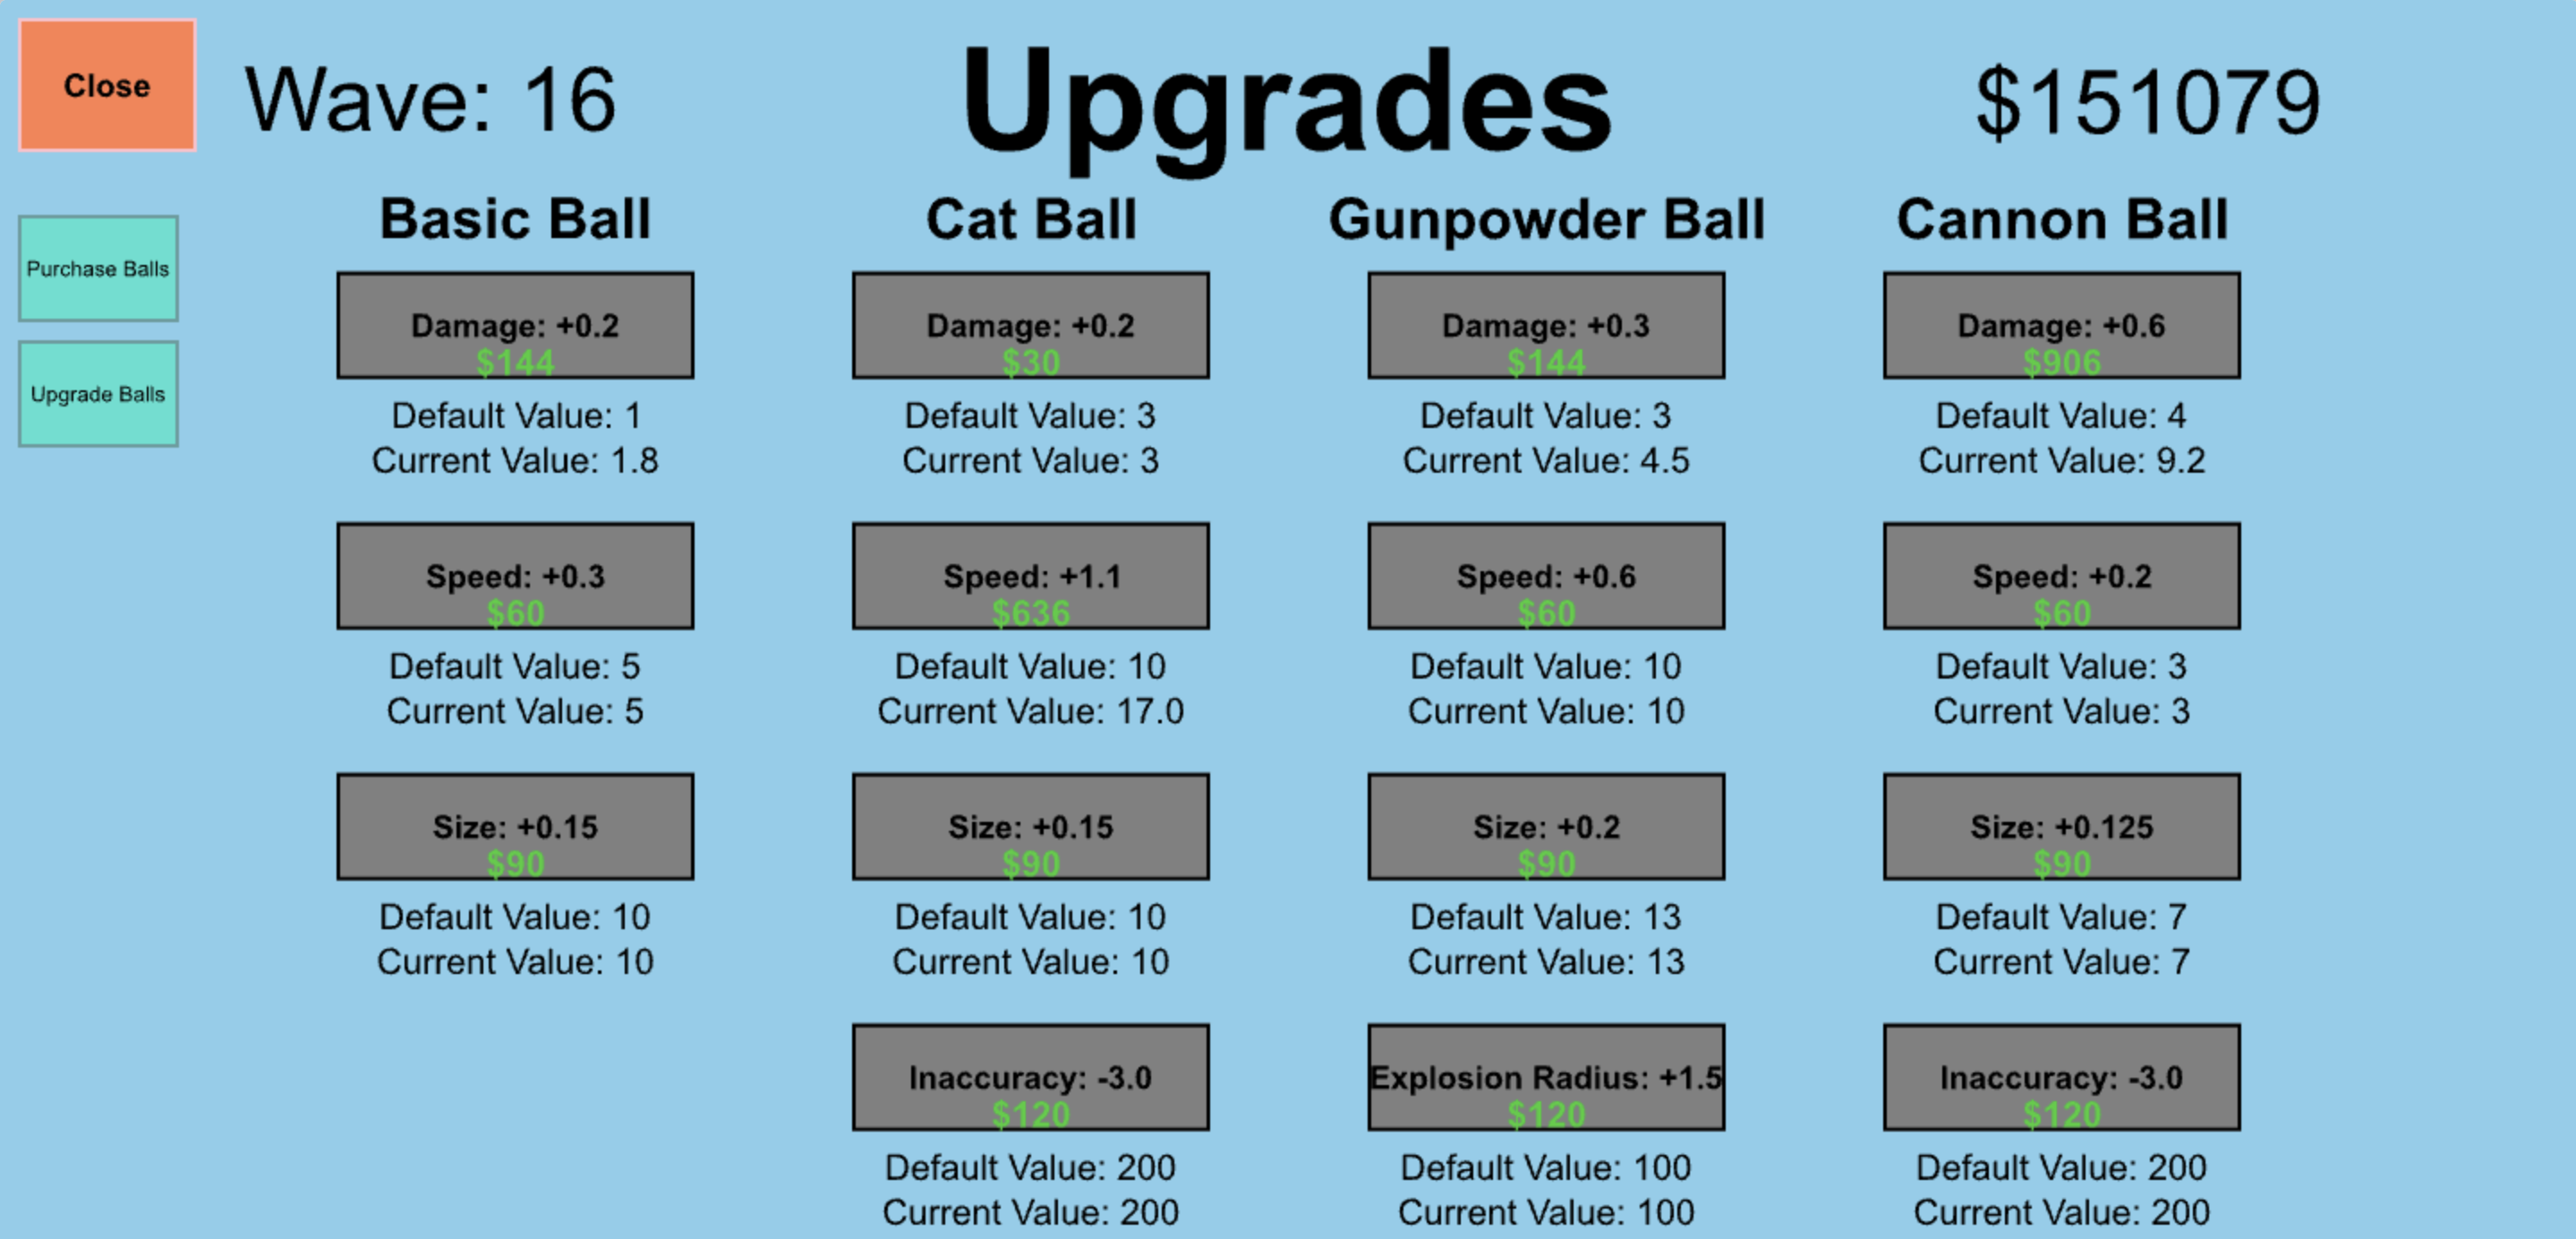 Close
Wave: 16
Upgrades
$151079
Purchase Balls
Upgrade Balls
Basic Ball
Damage: +0.2
$144
Default Value: 1
Current Value: 1.8
Speed: +0.3
$60
Default Value: 5
Current Value: 5
Size: +0.15
$90
Default Value: 10
Current Value: 10
Cat Ball
Damage: +0.2
$30
Default Value: 3
Current Value: 3
Speed: +1.1
$636
Default Value: 10
Current Value: 17.0
Size: +0.15
$90
Default Value: 10
Current Value: 10
Inaccuracy: -3.0
$120
Default Value: 200
Current Value: 200
Gunpowder Ball
Damage: +0.3
$144
Default Value: 3
Current Value: 4.5
Speed: +0.6
$60
Default Value: 10
Current Value: 10
Size: +0.2
$90
Default Value: 13
Current Value: 13
Explosion Radius: +1.5
$120
Default Value: 100
Current Value: 100
Cannon Ball
Damage: +0.6
$906
Default Value: 4
Current Value: 9.2
Speed: +0.2
$60
Default Value: 3
Current Value: 3
Size: +0.125
$90
Default Value: 7
Current Value: 7
Inaccuracy: -3.0
$120
Default Value: 200
Current Value: 200